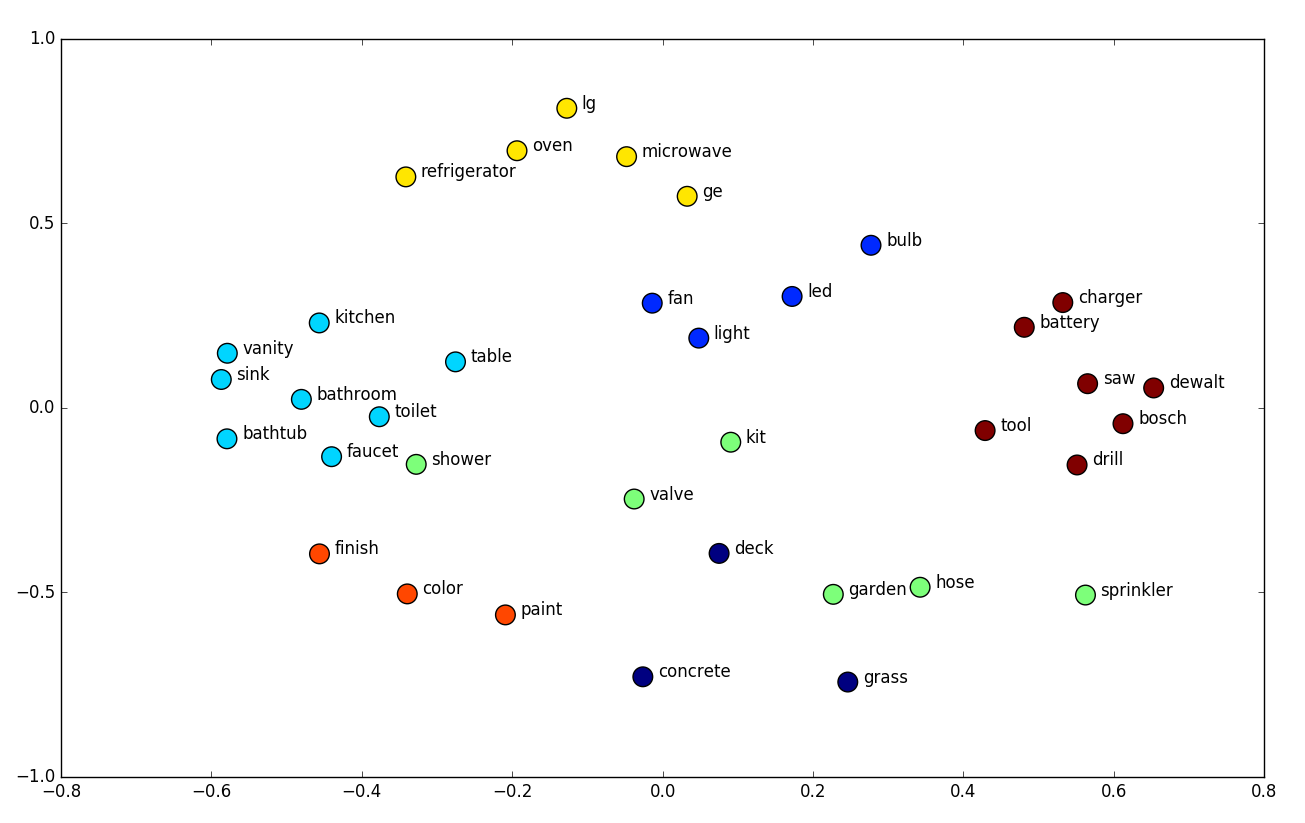 1.0
lg
oven
microwave
refrigerator
ge
0.5
bulb
led
charger
fan
battery
light
kitchen
vanity
table
sink
saw
dewalt
bathroom
0.0
toilet
bosch
tool
bathtub
kit
faucet
shower
drill
valve
finish
deck
−0.5
color
garden
hose
sprinkler
paint
concrete
grass
−1.0
−0.8 −0.6 −0.4 −0.2 0.0 0.2 0.4 0.6 0.8